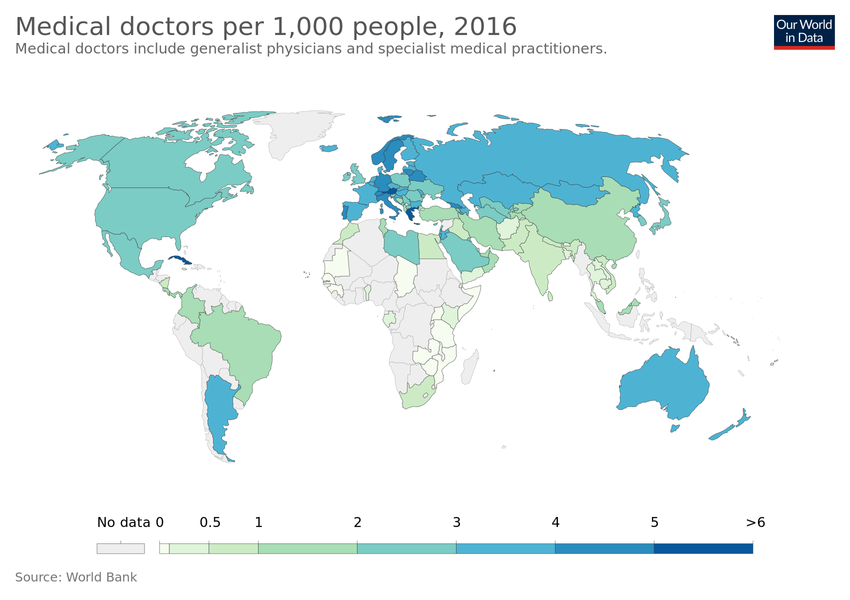 Medical doctors per 1,000 people, 2016
Medical doctors include generalist physicians and specialist medical practitioners.
Our World
in Data
No data 0 0.5 1 2 3 4 5 >6
Source: World Bank